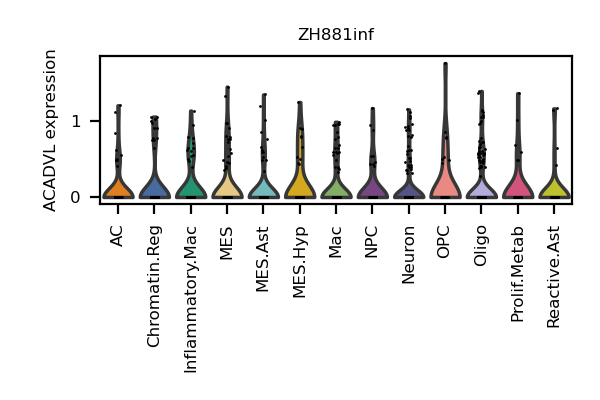 ZH881inf
ACADVL expression
1
0
AC
Chromatin.Reg
Inflammatory.Mac
MES
MES.Ast
MES.Hyp
Mac
NPC
Neuron
OPC
Oligo
Prolif.Metab
Reactive.Ast